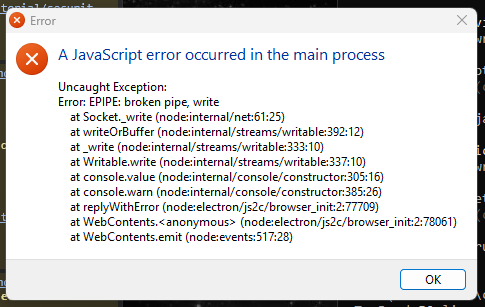 Error
A JavaScript error occurred in the main process
Uncaught Exception:
Error: EPIPE: broken pipe, write
at Socket._write (node:internal/net:61:25)
at writeOrBuffer (node:internal/streams/writable:392:12)
at _write (node:internal/streams/writable:333:10)
at Writable.write (node:internal/streams/writable:337:10)
at console.value (node:internal/console/constructor:305:16)
at console.warn (node:internal/console/constructor:385:26)
at replyWithError (node:electron/js2c/browser_init:2:77709)
at WebContents.<anonymous> (node:electron/js2c/browser_init:2:78061)
at WebContents.emit (node:events:517:28)
OK